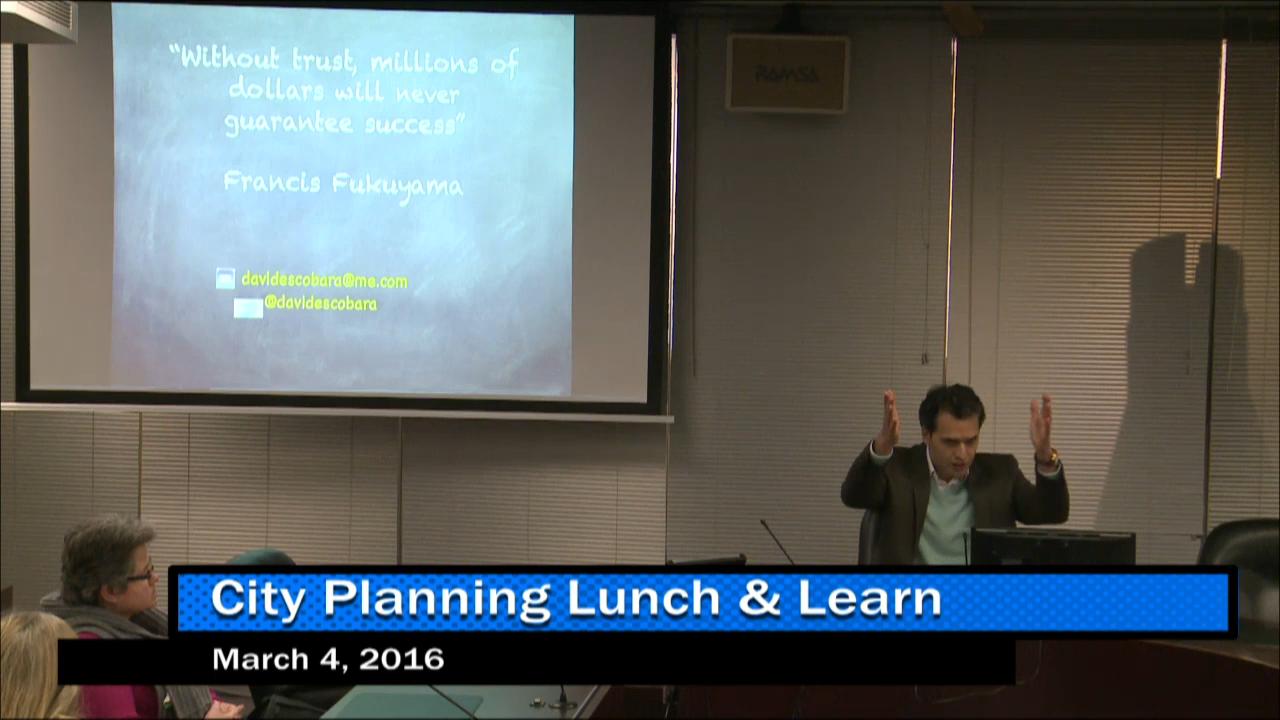 "Without trust, millions of
dollars will never
guarantee success"
Francis Fukuyama
davidescobara@me.com
@davidescobara
RAMSA
City Planning Lunch & Learn
March 4, 2016